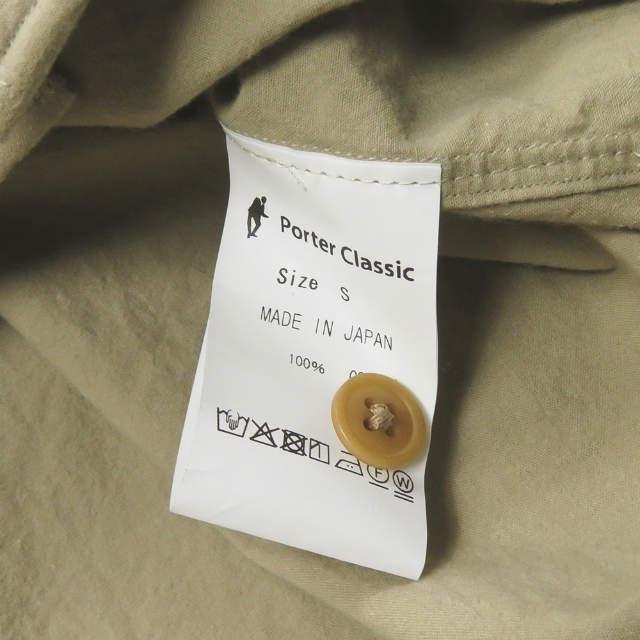 Porter Classic
Size S
MADE IN JAPAN
100%
F W